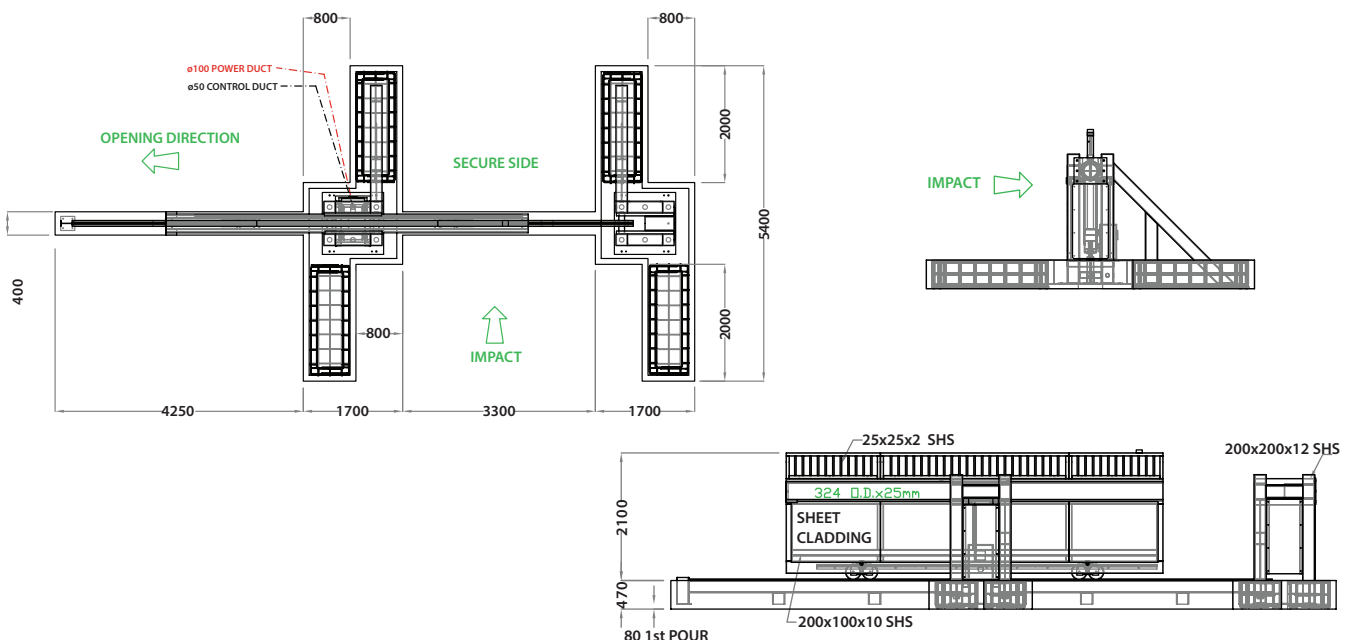 800
800
ø100 POWER DUCT
ø50 CONTROL DUCT
OPENING DIRECTION
SECURE SIDE
2000
5400
400
800
2000
IMPACT
4250
1700
3300
1700
IMPACT
25x25x2 SHS
200x200x12 SHS
324 O.D.x25mm
2100
SHEET
CLADDING
470
200x100x10 SHS
80 1st POUR